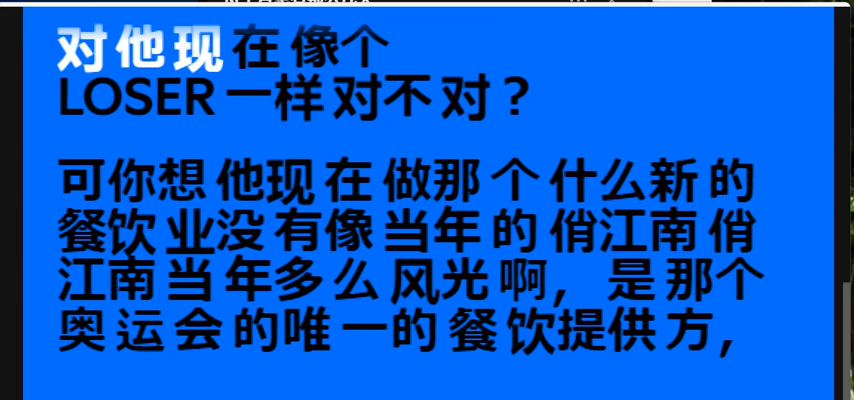 对他现在像个
LOSER一样对不对？
可你想他现在做那个什么新的
餐饮业没有像当年的俏江南俏
江南当年多么风光啊，是那个
奥运会的唯一的餐饮提供方，